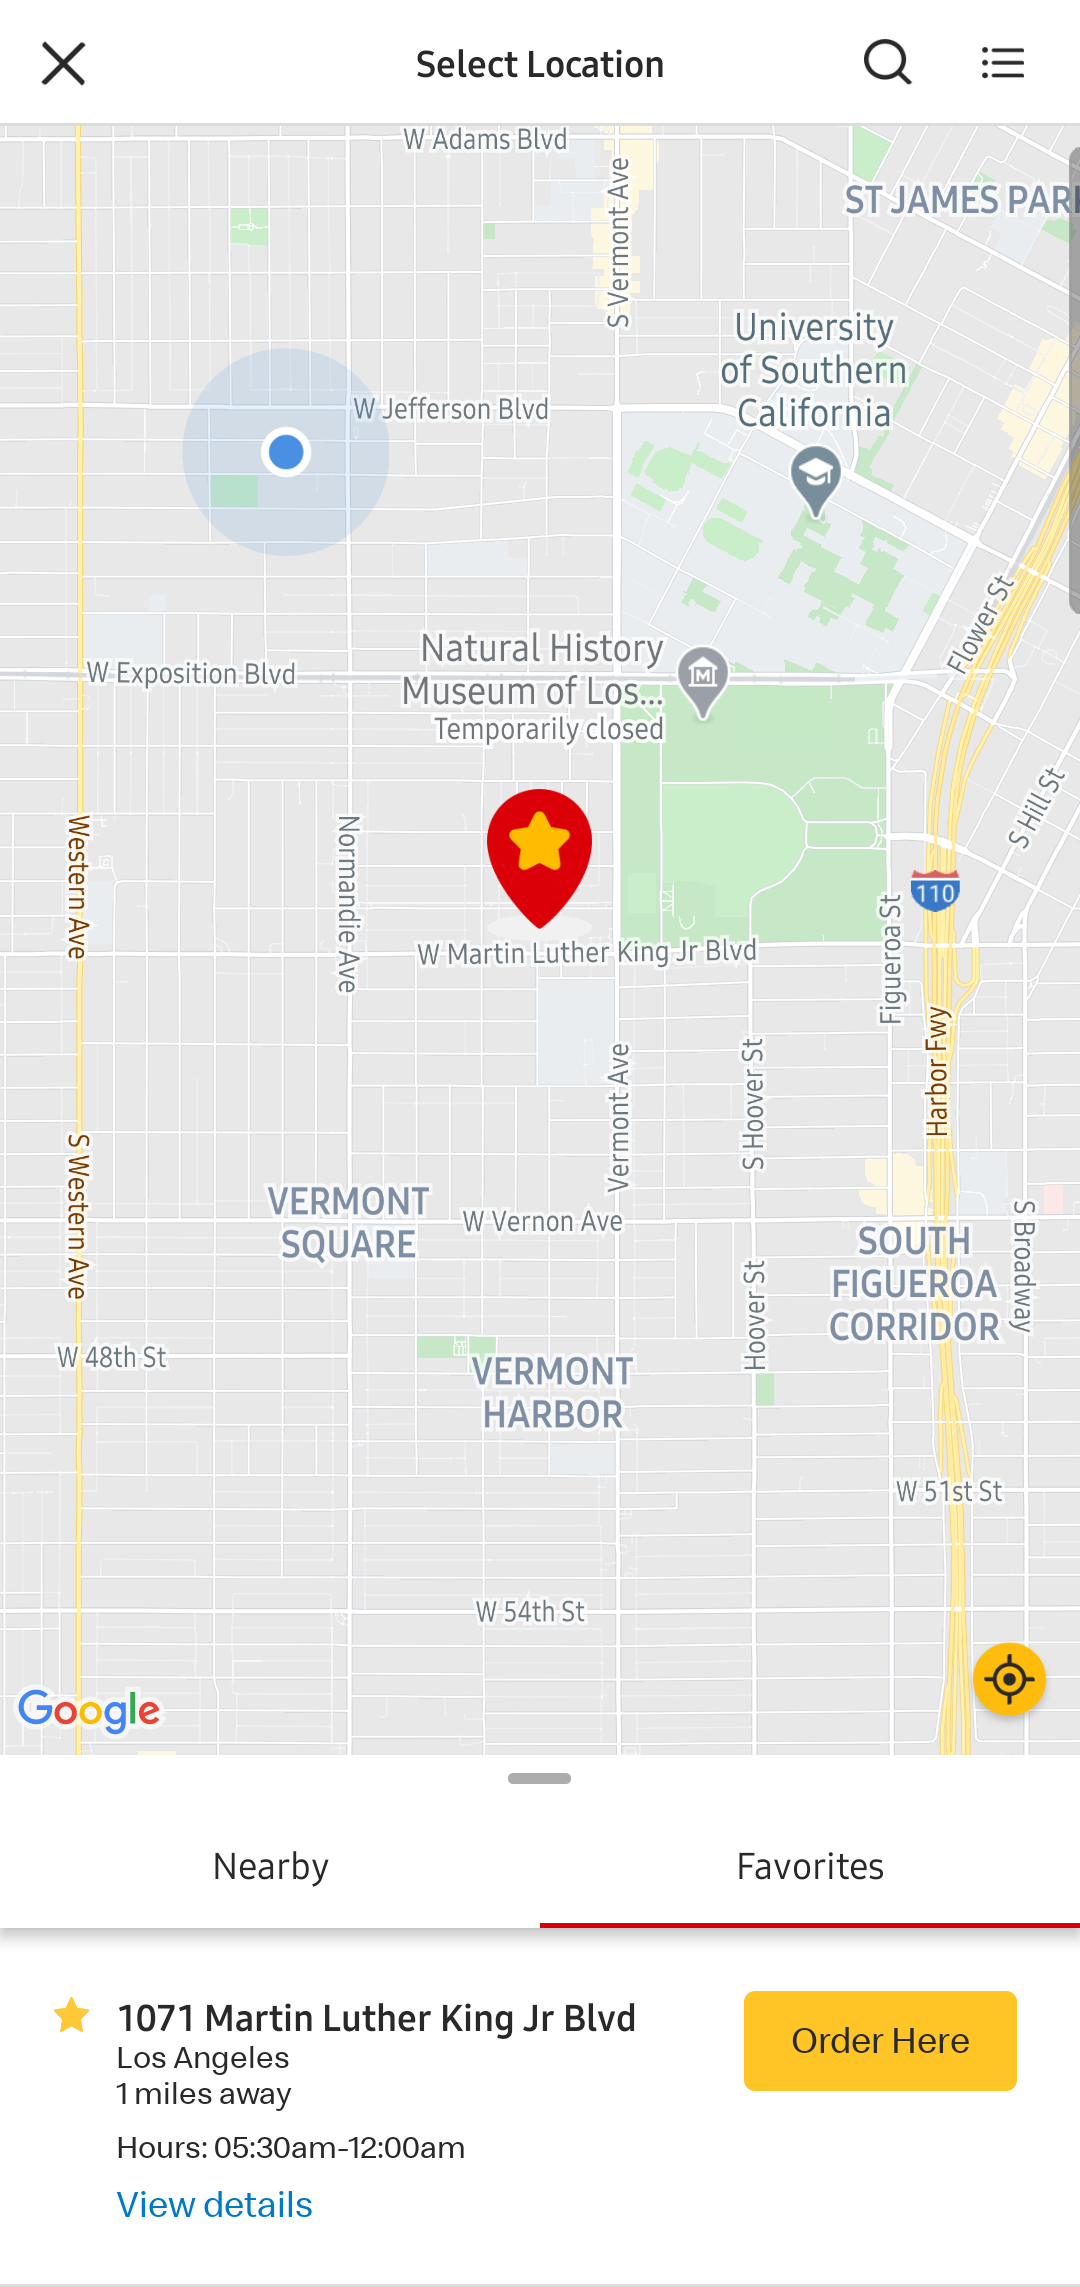 Select Location
W Adams Blvd
S Vermont Ave
ST JAMES PAR
University
of Southern
California
W Jefferson Blvd
Flower St
Natural History
Museum of Los...
Temporarily closed
W Exposition Blvd
S Hill St
Western Ave
Normandie Ave
110
Figueroa St
W Martin Luther King Jr Blvd
Harbor Fwy
Vermont Ave
S Hoover St
S Western Ave
VERMONT
SQUARE
W Vernon Ave
S Broadway
SOUTH
FIGUEROA
CORRIDOR
Hoover St
W 48th St
VERMONT
HARBOR
W 51st St
W 54th St
Google
Nearby
Favorites
1071 Martin Luther King Jr Blvd
Los Angeles
1 miles away
Hours: 05:30am-12:00am
View details
Order Here